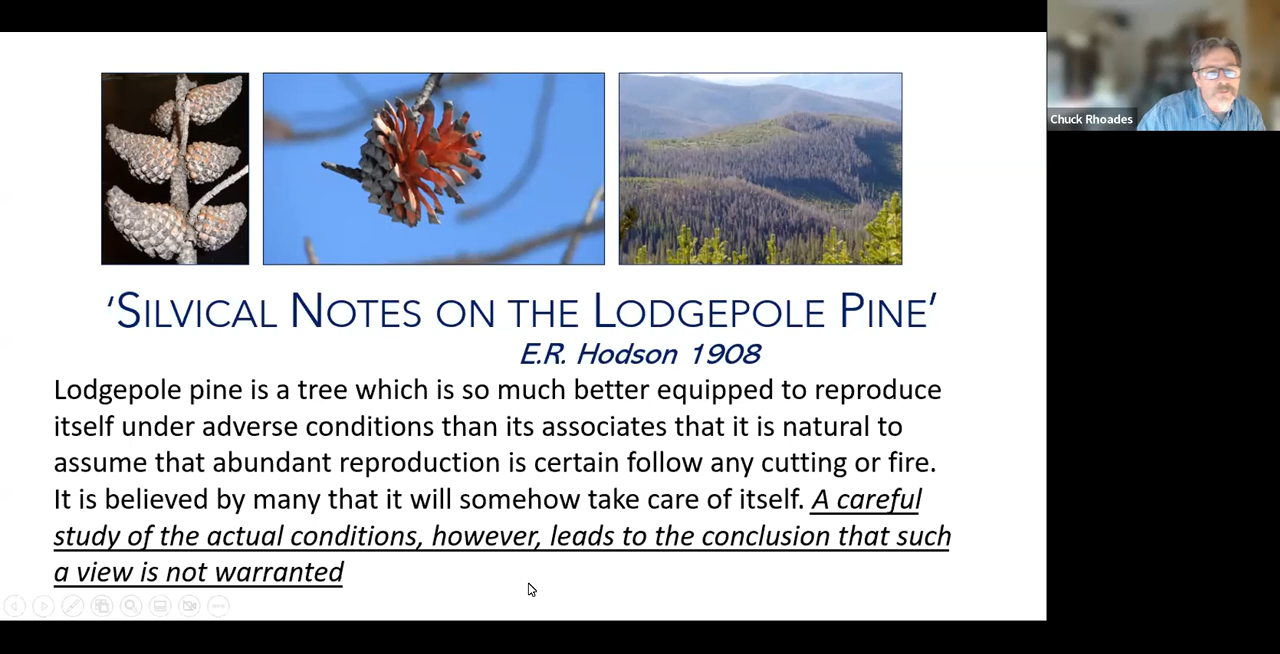 Chuck Rhoades
‘SILVICAL NOTES ON THE LODGEPOLE PINE’
E.R. Hodson 1908
Lodgepole pine is a tree which is so much better equipped to reproduce
itself under adverse conditions than its associates that it is natural to
assume that abundant reproduction is certain follow any cutting or fire.
It is believed by many that it will somehow take care of itself. A careful
study of the actual conditions, however, leads to the conclusion that such
a view is not warranted